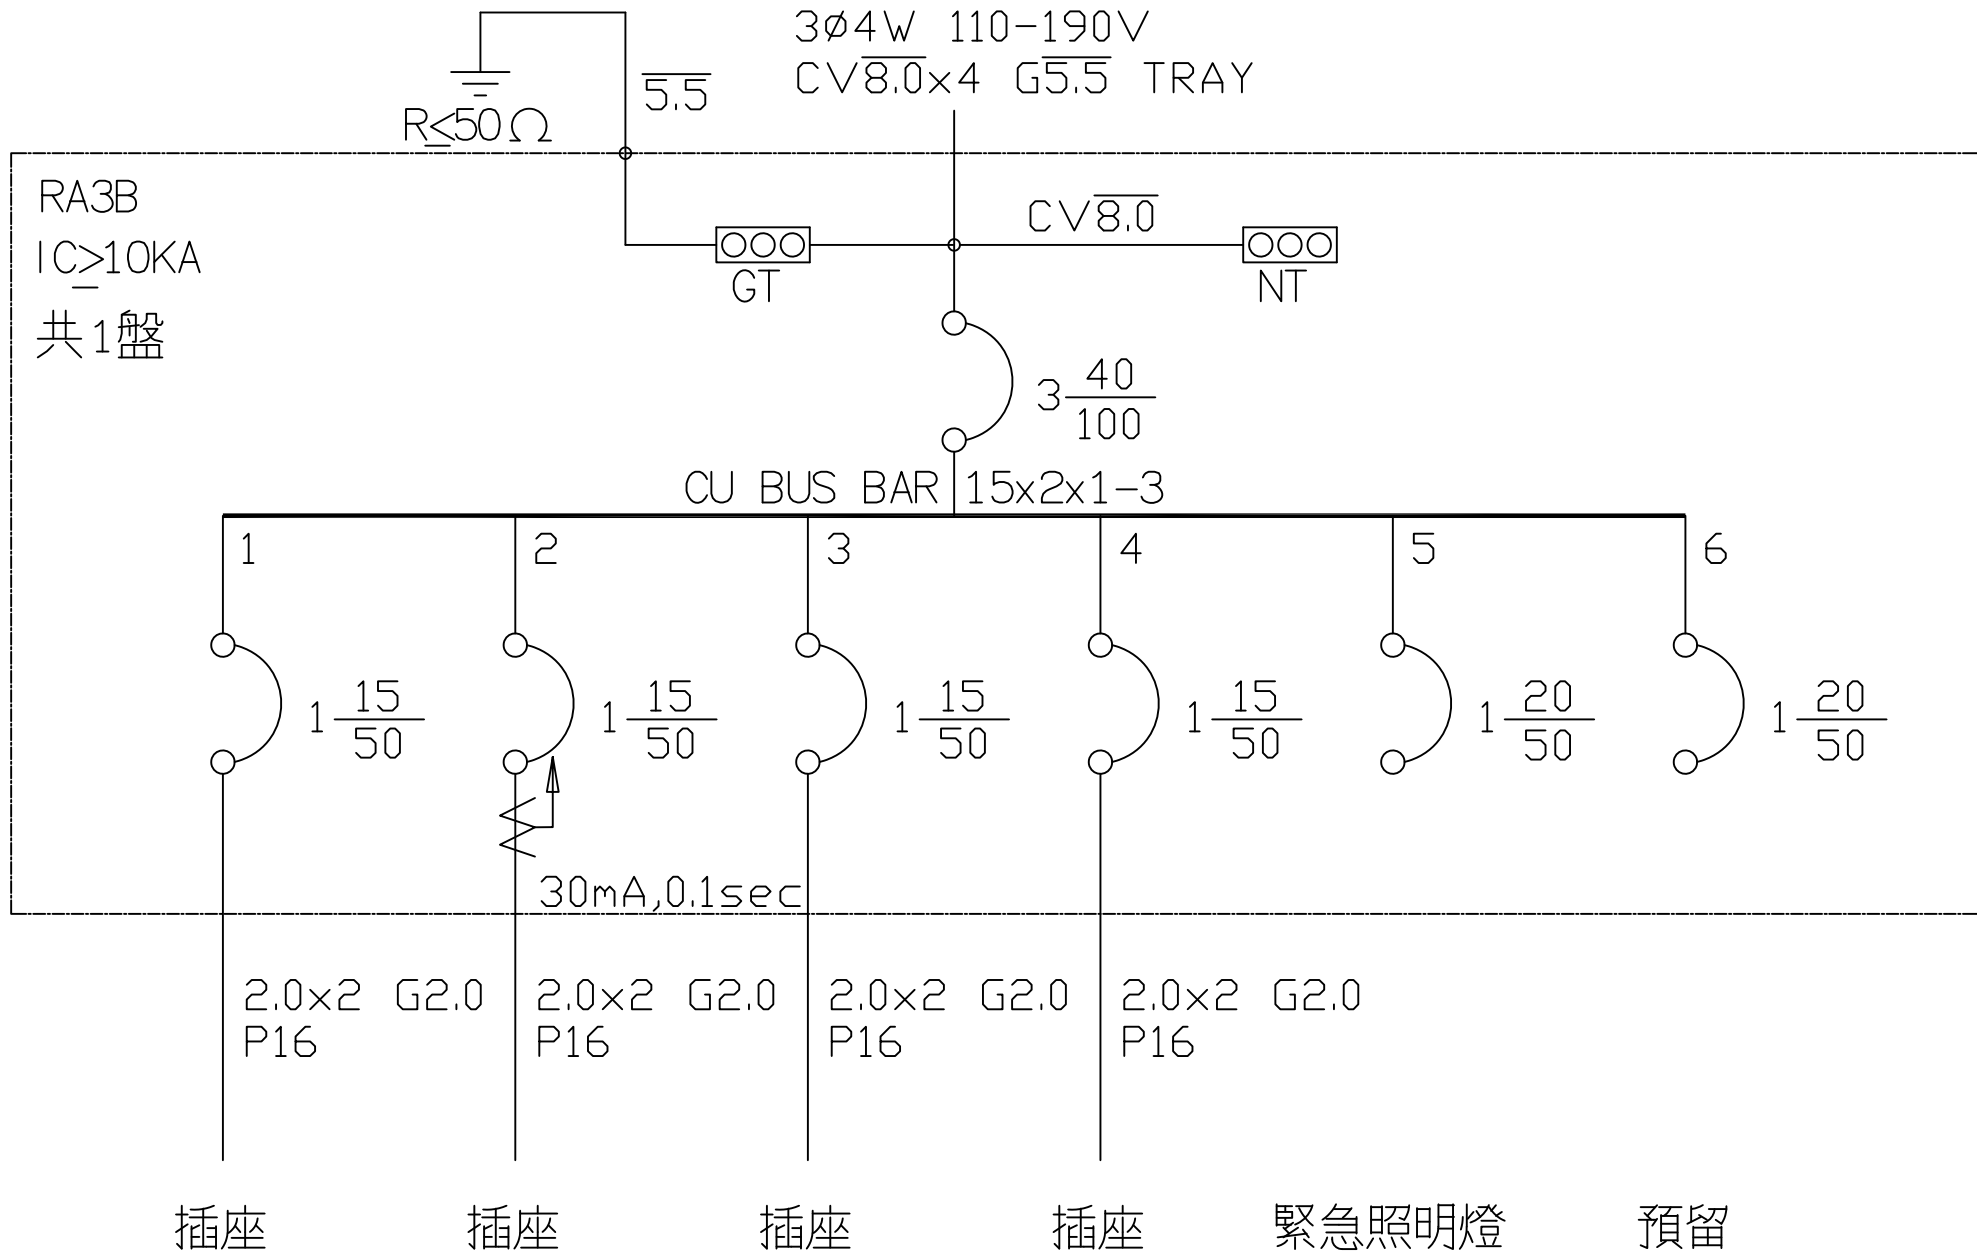 3ø4W 110-190V
CV8.0x4 G5.5 TRAY
5.5
R≤50Ω
RA3B
IC≥10KA
共1盤
CV8.0
GT
NT
3 40/100
CU BUS BAR 15x2x1-3
1 2 3 4 5 6
1 15/50 1 15/50 1 15/50 1 15/50 1 20/50 1 20/50
30mA,0.1sec
2.0x2 G2.0 2.0x2 G2.0 2.0x2 G2.0 2.0x2 G2.0
P16 P16 P16 P16
插座 插座 插座 插座 緊急照明燈 預留